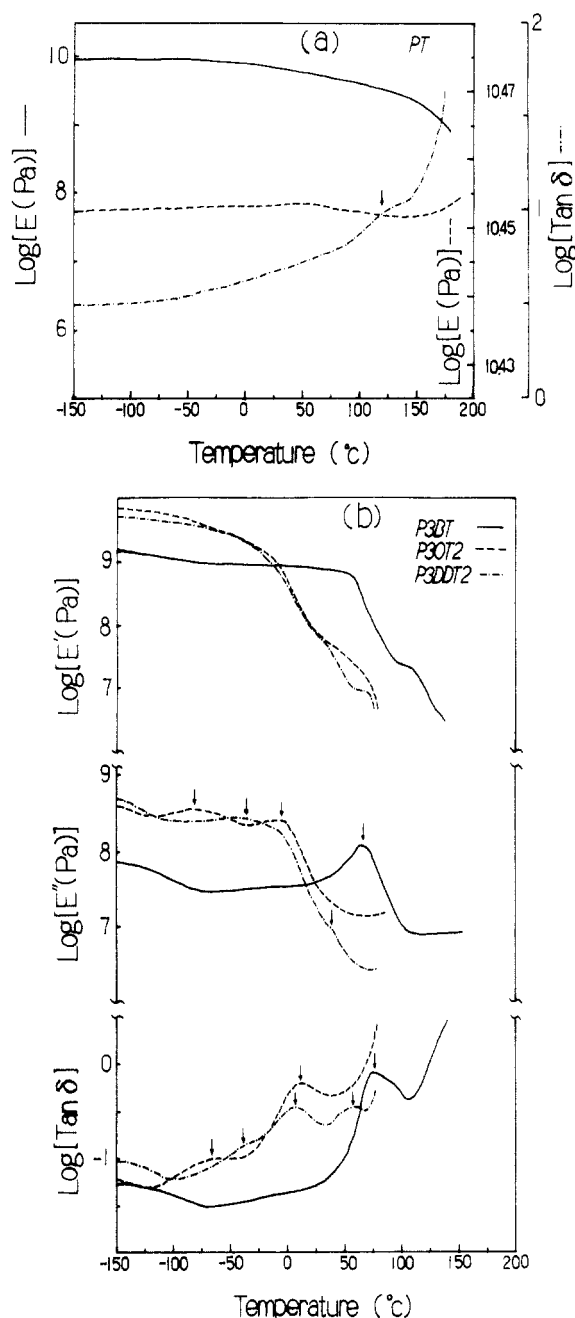 (a) PT
10
8
6
Log[E (Pa)]
10.47
10.45
10.43
Log[E (Pa)]
2
1
0
Log[Tan δ]
-150 -100 -50 0 50 100 150 200
Temperature (°c)
(b)
P3BT
P3OT2
P3DDT2
9
8
7
Log[E'(Pa)]
9
8
7
Log[E"(Pa)]
0
-1
Log[Tan δ]
-150 -100 -50 0 50 100 150 200
Temperature (°c)